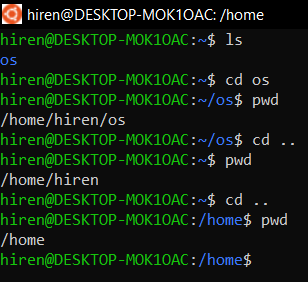 hiren@DESKTOP-MOK1OAC: /home
hiren@DESKTOP-MOK1OAC:~$ ls
os
hiren@DESKTOP-MOK1OAC:~$ cd os
hiren@DESKTOP-MOK1OAC:~/os$ pwd
/home/hiren/os
hiren@DESKTOP-MOK1OAC:~/os$ cd ..
hiren@DESKTOP-MOK1OAC:~$ pwd
/home/hiren
hiren@DESKTOP-MOK1OAC:~$ cd ..
hiren@DESKTOP-MOK1OAC:/home$ pwd
/home
hiren@DESKTOP-MOK1OAC:/home$